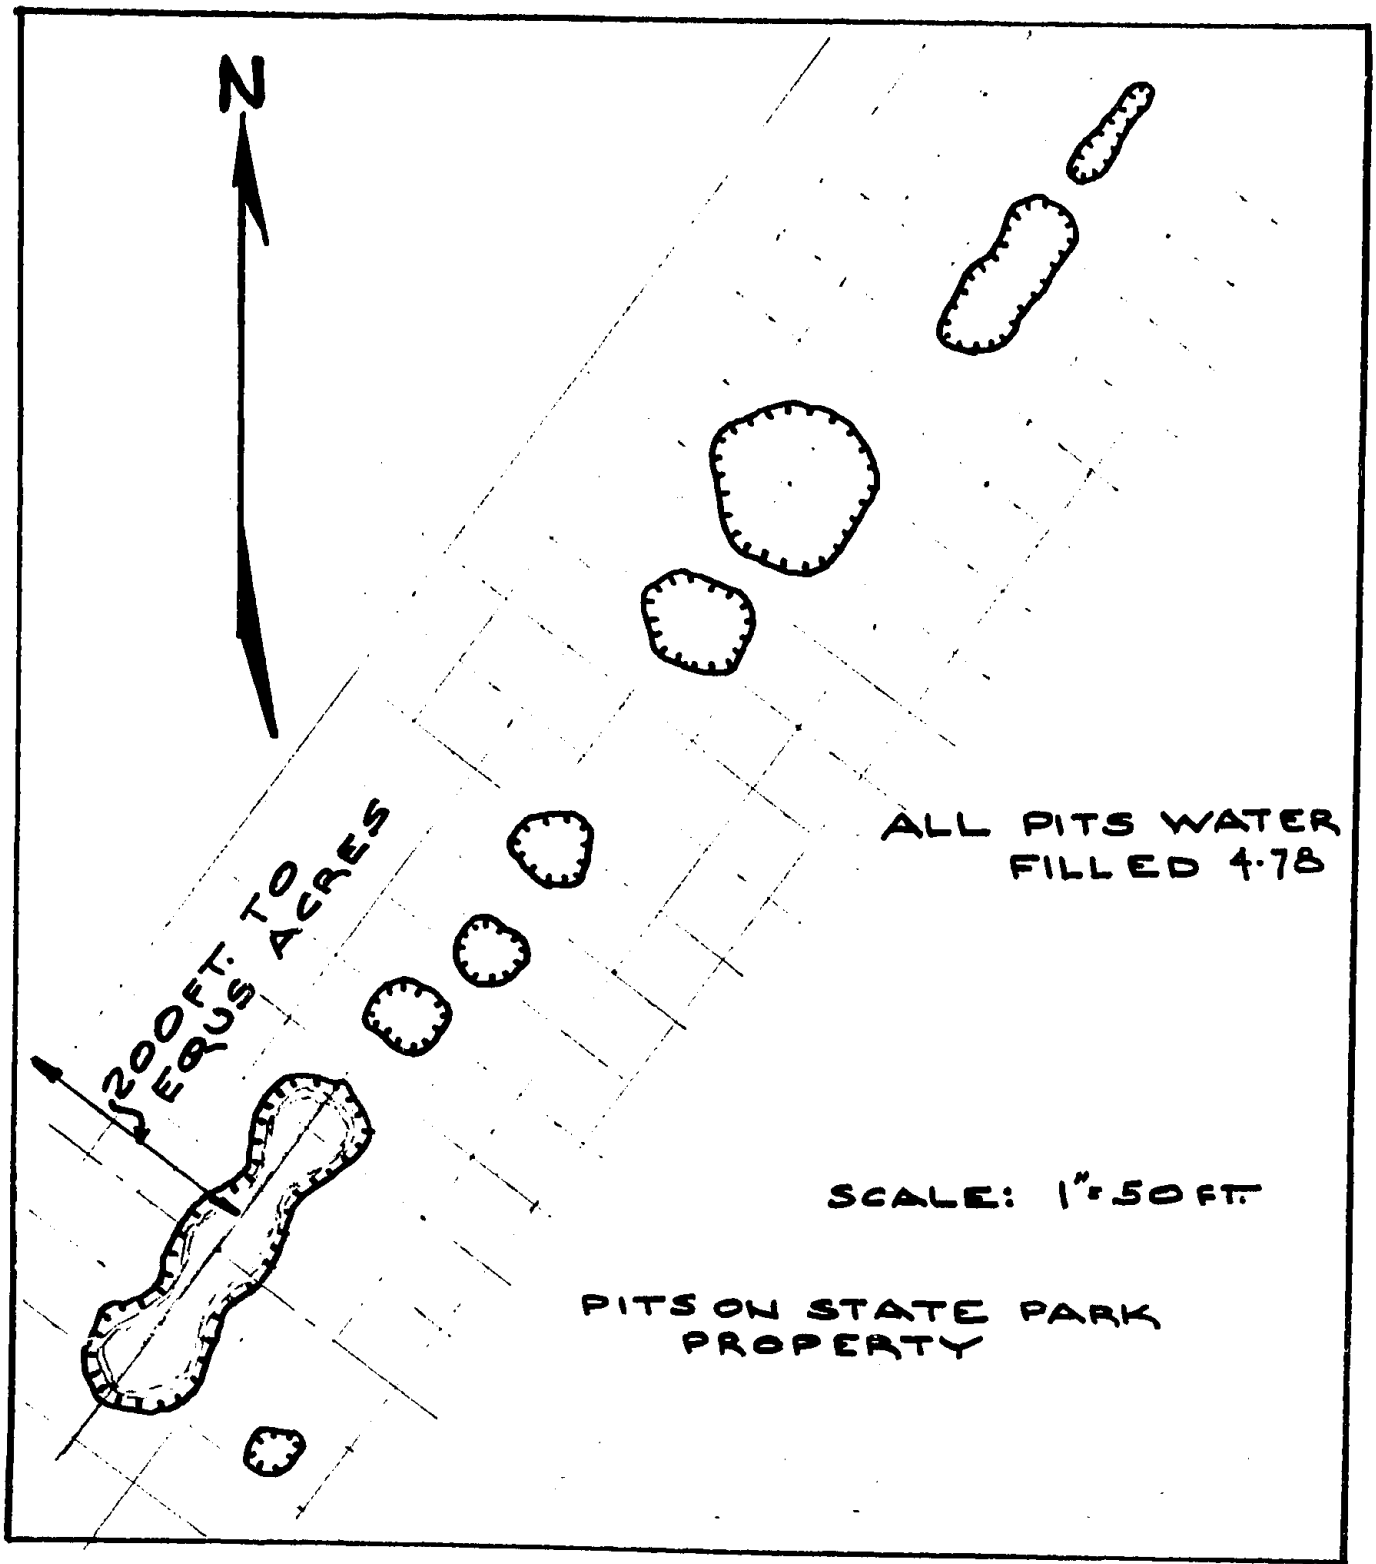 N
ALL PITS WATER
FILLED 4·78
200 FT. TO
EQUS ACRES
SCALE: 1"=50 FT.
PITS ON STATE PARK
PROPERTY